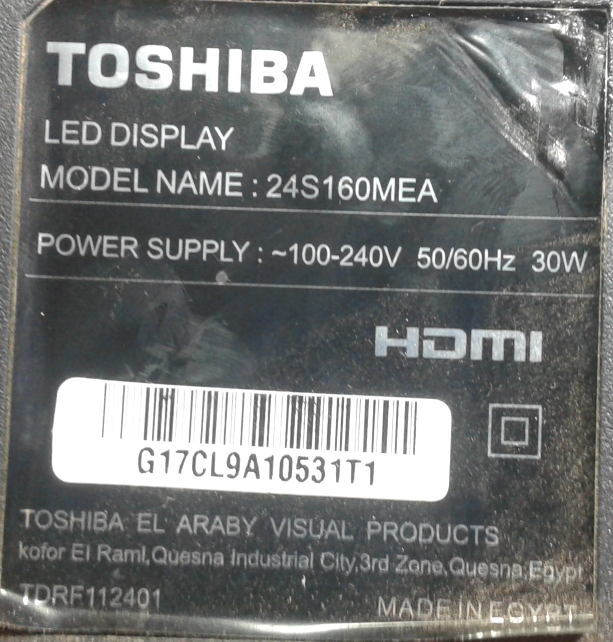 TOSHIBA
LED DISPLAY
MODEL NAME : 24S160MEA
POWER SUPPLY : ~100-240V 50/60Hz 30W
HDMI
G17CL9A10531T1
TOSHIBA EL ARABY VISUAL PRODUCTS
kofor El Raml,Quesna Industrial City,3rd Zone,Quesna,Egypt
TDRF112401
MADE IN EGYPT